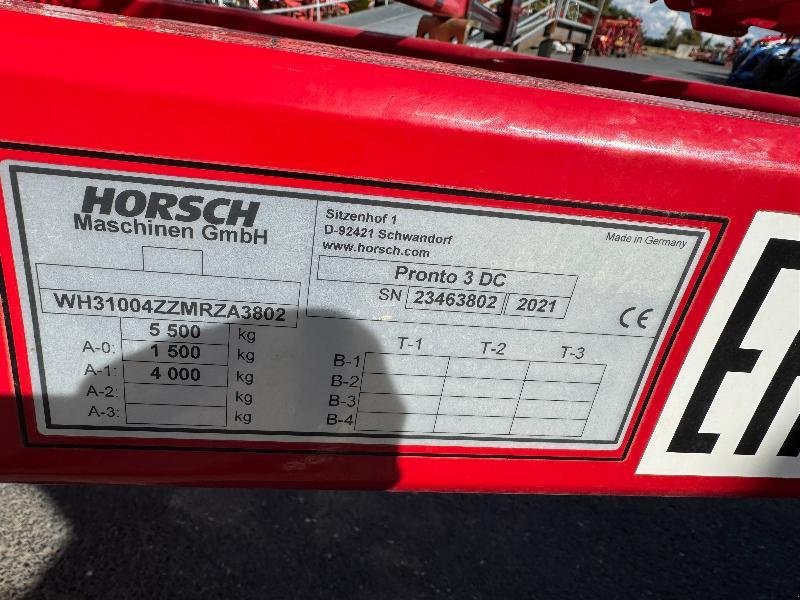 HORSCH
Maschinen GmbH
Sitzenhof 1
D-92421 Schwandorf
www.horsch.com
Made in Germany
Pronto 3 DC
SN 23463802 2021
CE
WH31004ZZMRZA3802
5 500 kg
A-0: 1 500 kg
A-1: 4 000 kg
A-2: kg
A-3: kg
T-1 T-2 T-3
B-1
B-2
B-3
B-4